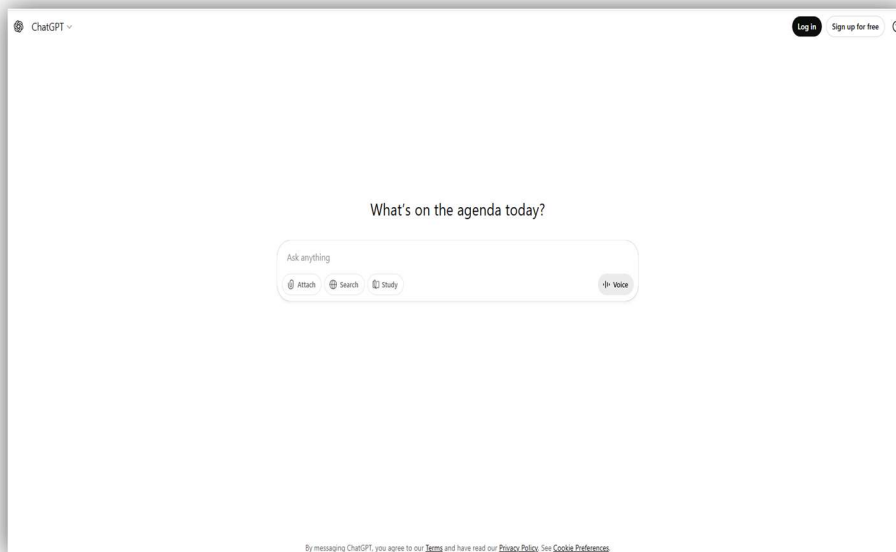 ChatGPT
Log in
Sign up for free
What's on the agenda today?
Ask anything
Attach
Search
Study
Voice
By messaging ChatGPT, you agree to our Terms and have read our Privacy Policy. See Cookie Preferences.